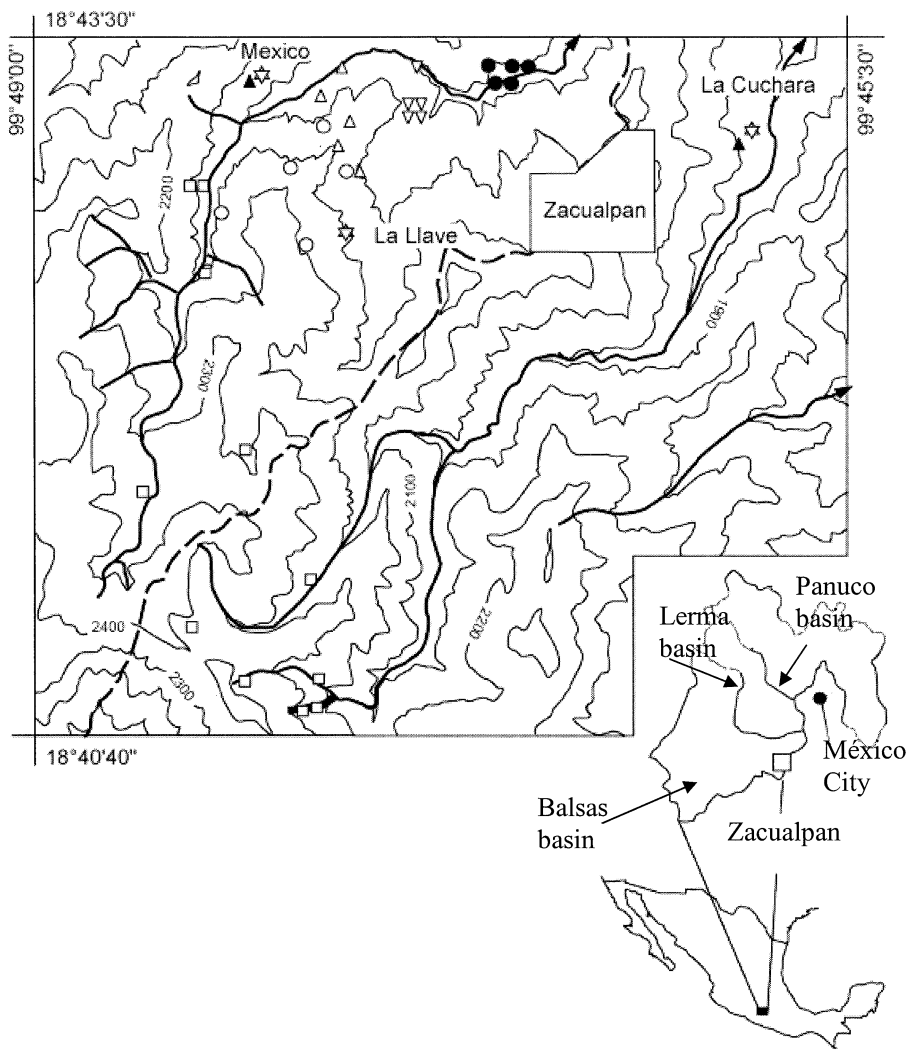 18°43'30"
99°49'00"
99°45'30"
Mexico
La Cuchara
2200
Zacualpan
La Llave
1900
2300
2100
2200
2400
2300
18°40'40"
Panuco
basin
Lerma
basin
México
City
Balsas
basin
Zacualpan